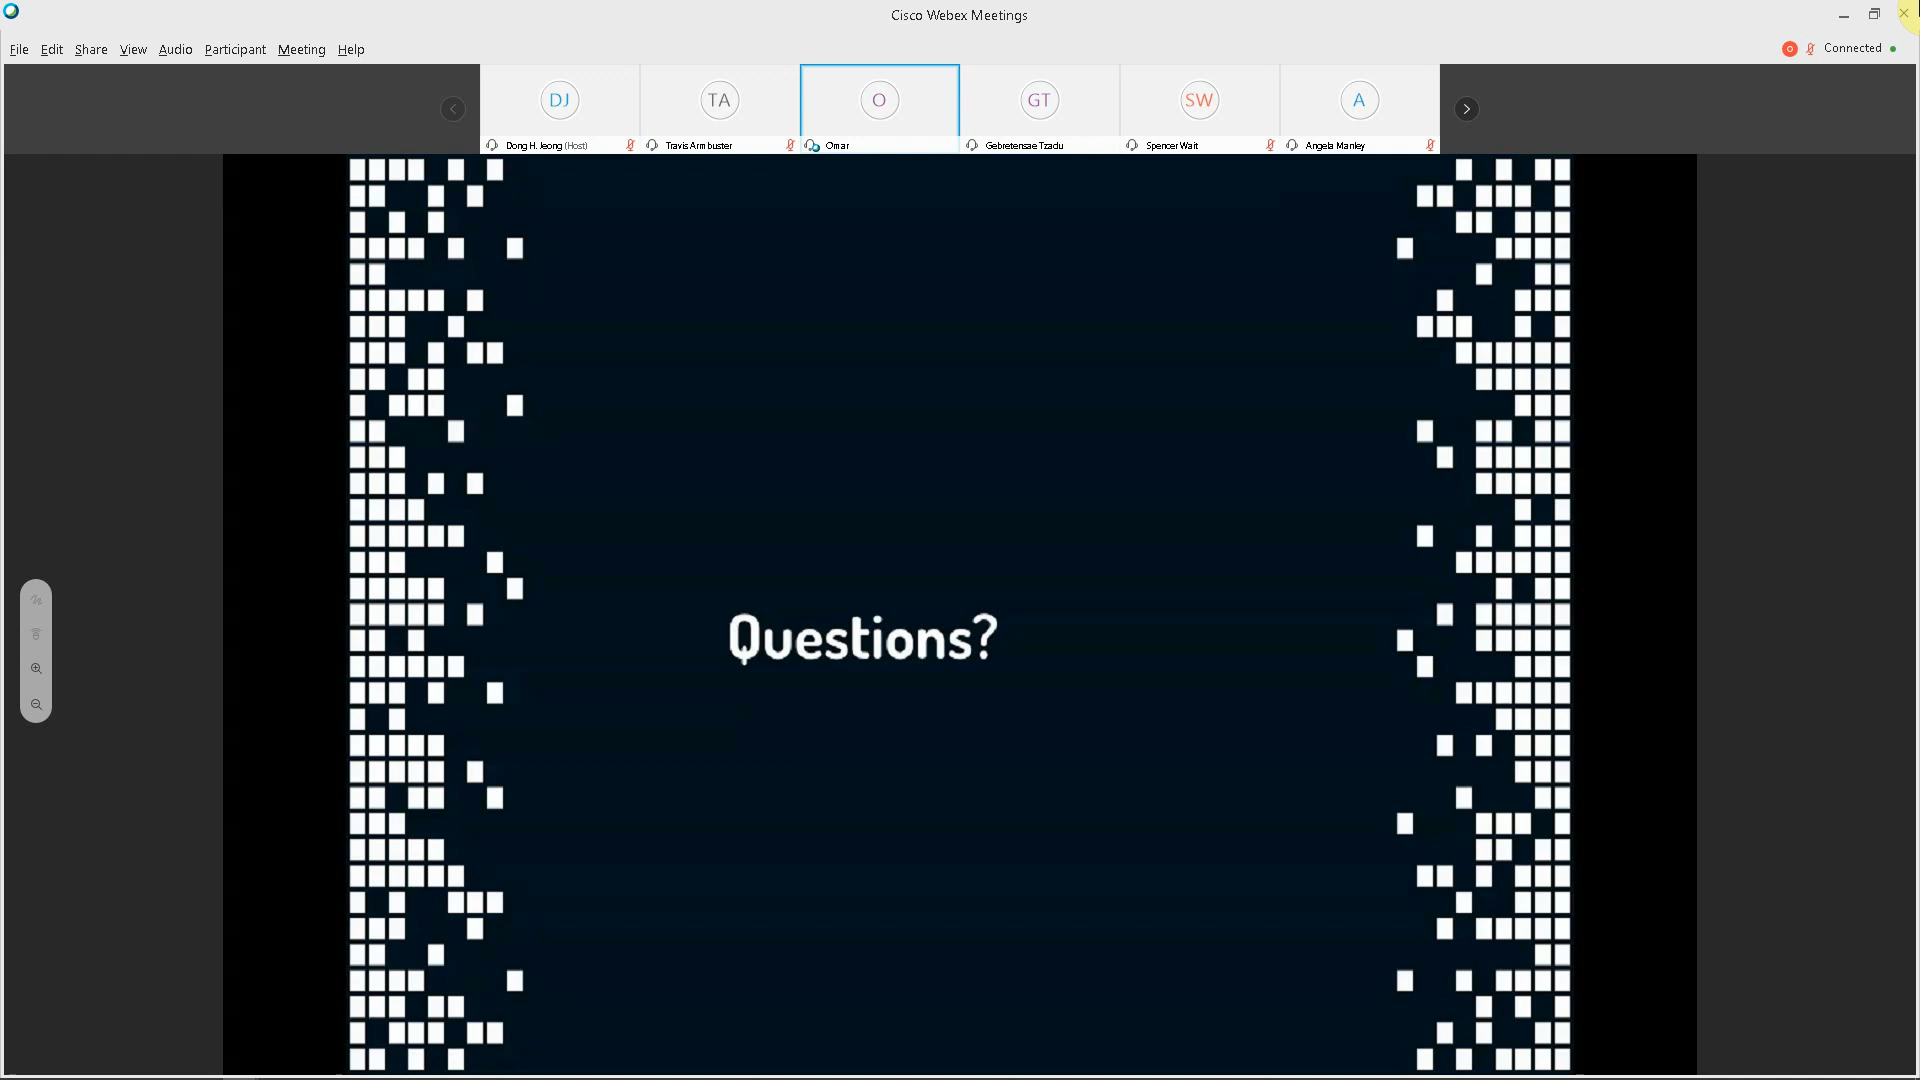 Cisco Webex Meetings
File Edit Share View Audio Participant Meeting Help
Connected
DJ TA O GT SW A
Dong H. Jeong (Host) Travis Armbuster Omar Gebretensae Tzadu Spencer Wait Angela Manley
Questions?